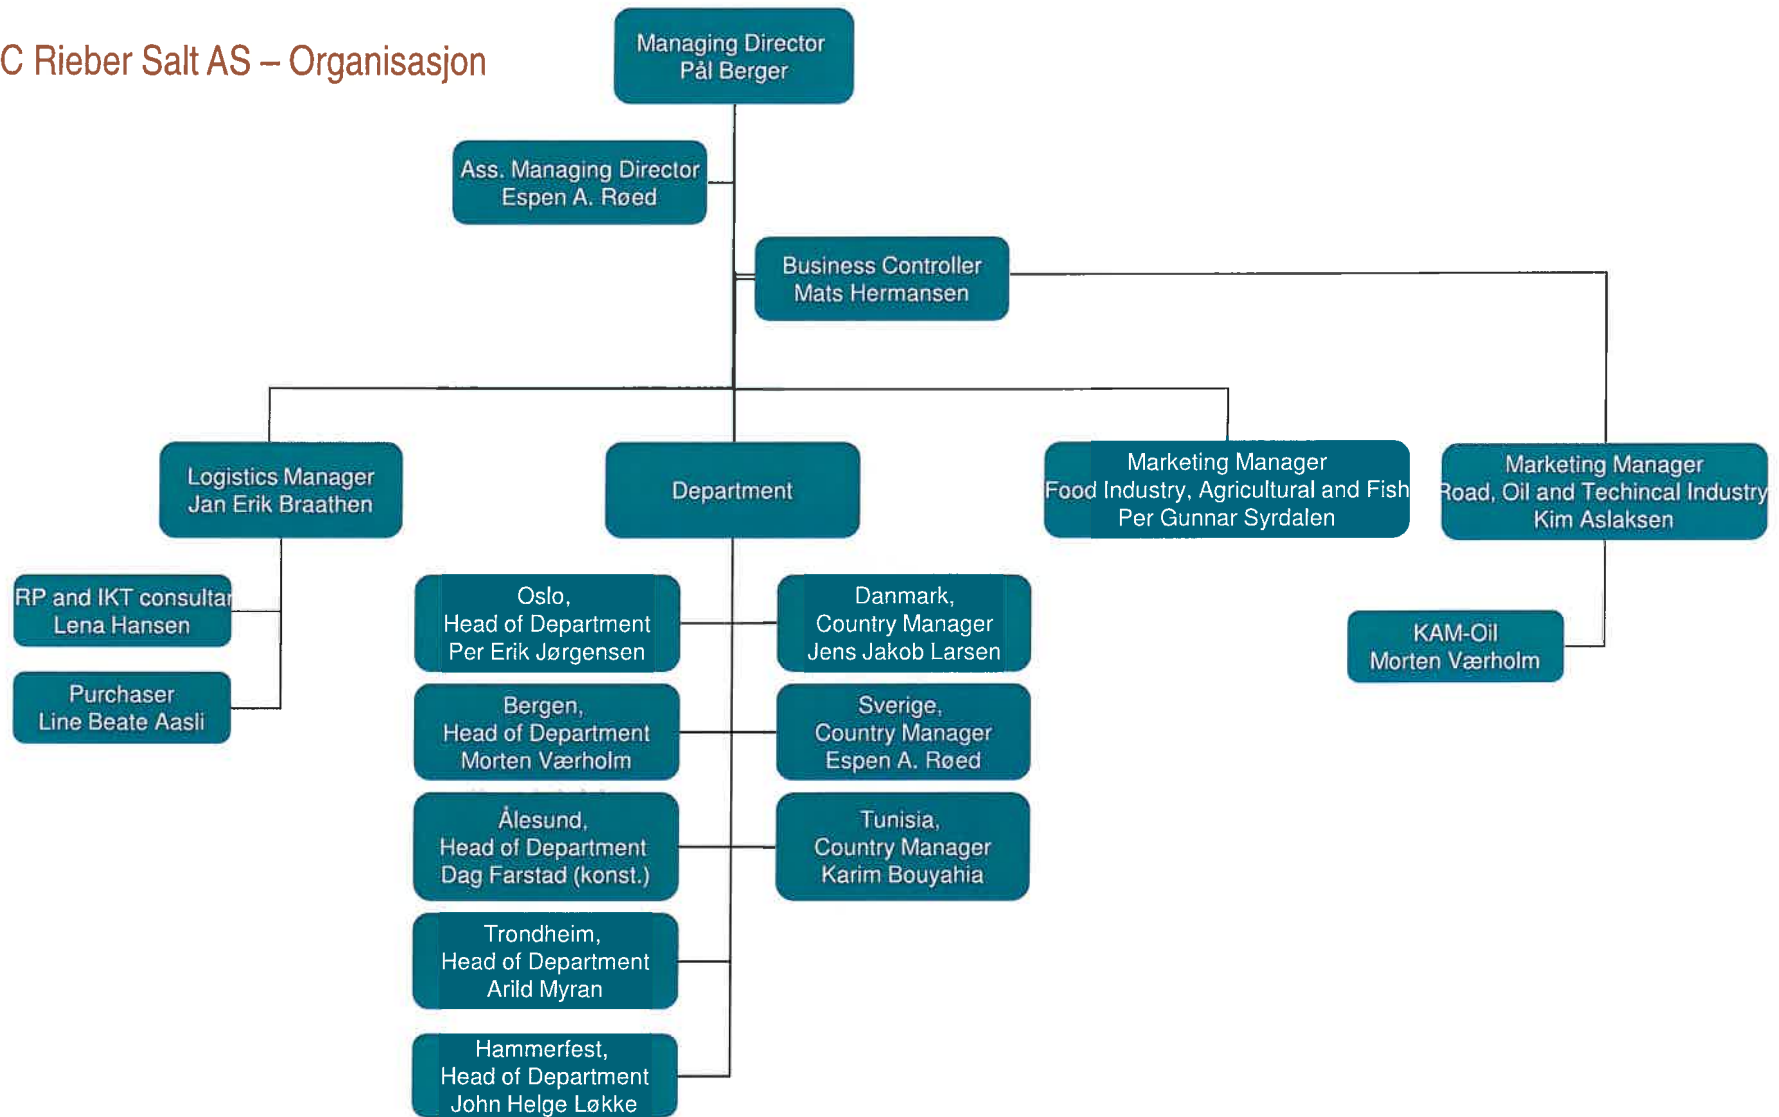 C Rieber Salt AS – Organisasjon
Managing Director
Pål Berger
Ass. Managing Director
Espen A. Røed
Business Controller
Mats Hermansen
Logistics Manager
Jan Erik Braathen
Department
Marketing Manager
Food Industry, Agricultural and Fish
Per Gunnar Syrdalen
Marketing Manager
Road, Oil and Techincal Industry
Kim Aslaksen
RP and IKT consultan
Lena Hansen
Purchaser
Line Beate Aasli
Oslo,
Head of Department
Per Erik Jørgensen
Danmark,
Country Manager
Jens Jakob Larsen
KAM-Oil
Morten Værholm
Bergen,
Head of Department
Morten Værholm
Sverige,
Country Manager
Espen A. Røed
Ålesund,
Head of Department
Dag Farstad (konst.)
Tunisia,
Country Manager
Karim Bouyahia
Trondheim,
Head of Department
Arild Myran
Hammerfest,
Head of Department
John Helge Løkke